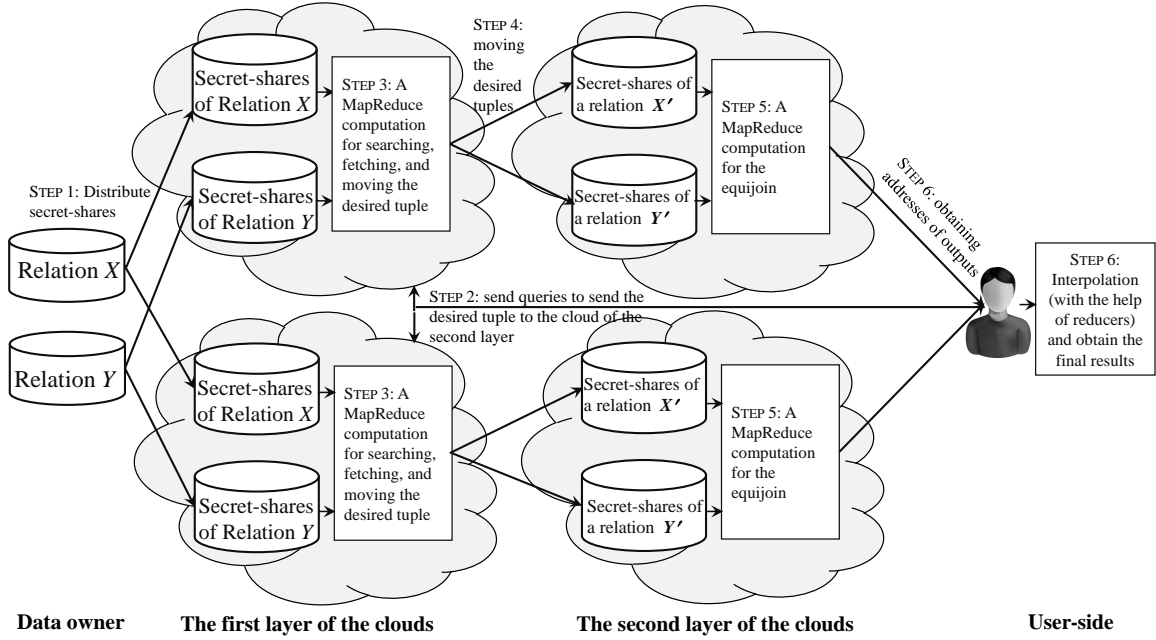 STEP 1: Distribute
secret-shares
Relation X
Relation Y
Secret-shares
of Relation X
Secret-shares
of Relation Y
STEP 3: A
MapReduce
computation
for searching,
fetching, and
moving the
desired tuple
STEP 4:
moving
the
desired
tuples
Secret-shares of
a relation X′
Secret-shares of
a relation Y′
STEP 5: A
MapReduce
computation
for the
equijoin
STEP 6: obtaining
addresses of outputs
STEP 2: send queries to send the
desired tuple to the cloud of the
second layer
Secret-shares
of Relation X
Secret-shares
of Relation Y
STEP 3: A
MapReduce
computation
for searching,
fetching, and
moving the
desired tuple
Secret-shares of
a relation X′
Secret-shares of
a relation Y′
STEP 5: A
MapReduce
computation
for the
equijoin
STEP 6:
Interpolation
(with the help
of reducers)
and obtain the
final results
Data owner
The first layer of the clouds
The second layer of the clouds
User-side